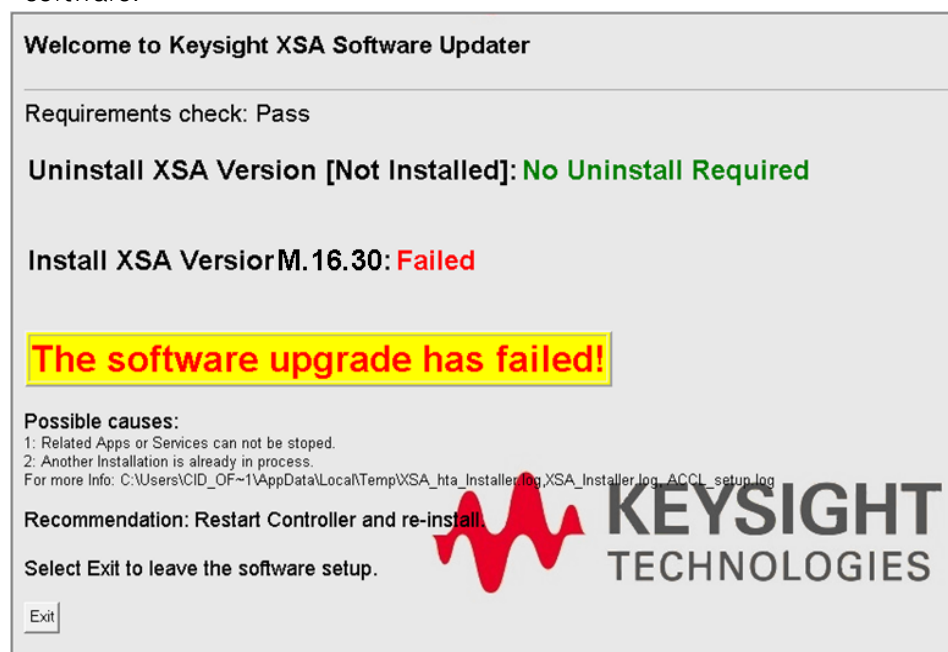 software.
Welcome to Keysight XSA Software Updater
Requirements check: Pass
Uninstall XSA Version [Not Installed]: No Uninstall Required
Install XSA Versior M.16.30: Failed
The software upgrade has failed!
Possible causes:
1: Related Apps or Services can not be stoped.
2: Another Installation is already in process.
For more Info: C:\Users\CID_OF~1\AppData\Local\Temp\XSA_hta_Installer.log,XSA_Installer.log, ACCL_setup.log
Recommendation: Restart Controller and re-install.
KEYSIGHT
TECHNOLOGIES
Select Exit to leave the software setup.
Exit